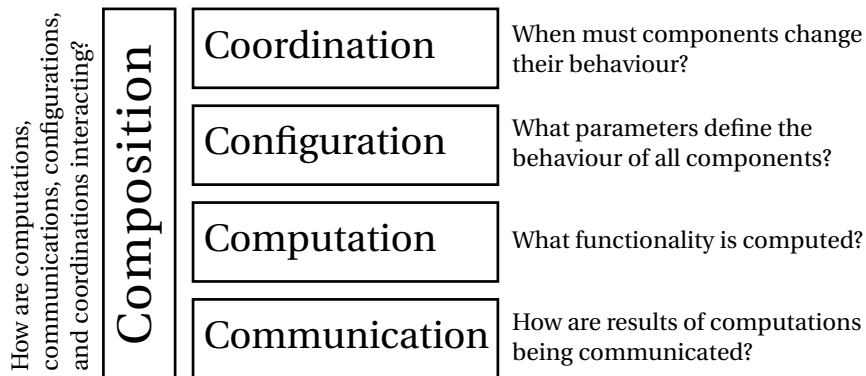 How are computations,
communications, configurations,
and coordinations interacting?
Composition
Coordination
When must components change
their behaviour?
Configuration
What parameters define the
behaviour of all components?
Computation
What functionality is computed?
Communication
How are results of computations
being communicated?